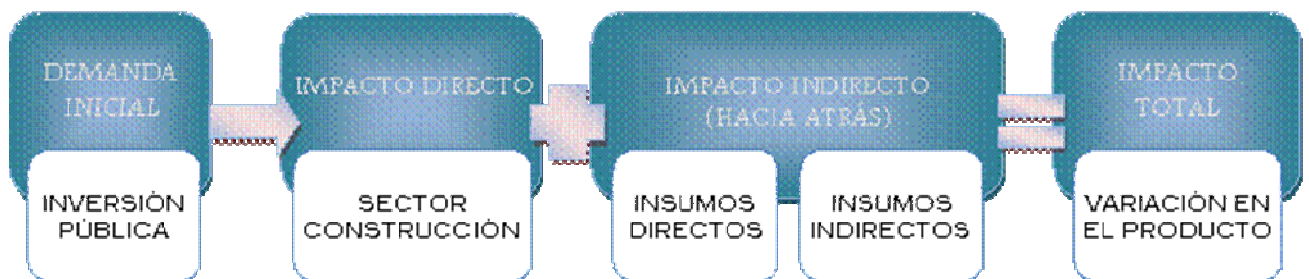 DEMANDA
INICIAL
INVERSIÓN
PÚBLICA
IMPACTO DIRECTO
SECTOR
CONSTRUCCIÓN
IMPACTO INDIRECTO
(HACIA ATRÁS)
INSUMOS
DIRECTOS
INSUMOS
INDIRECTOS
IMPACTO
TOTAL
VARIACIÓN EN
EL PRODUCTO